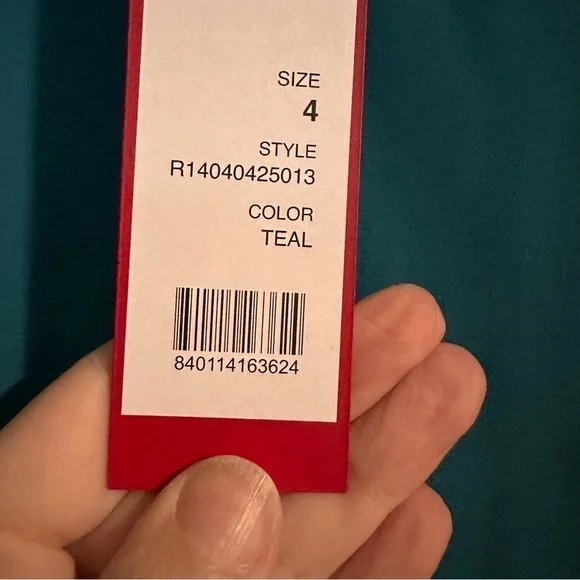 SIZE
4
STYLE
R14040425013
COLOR
TEAL
840114163624